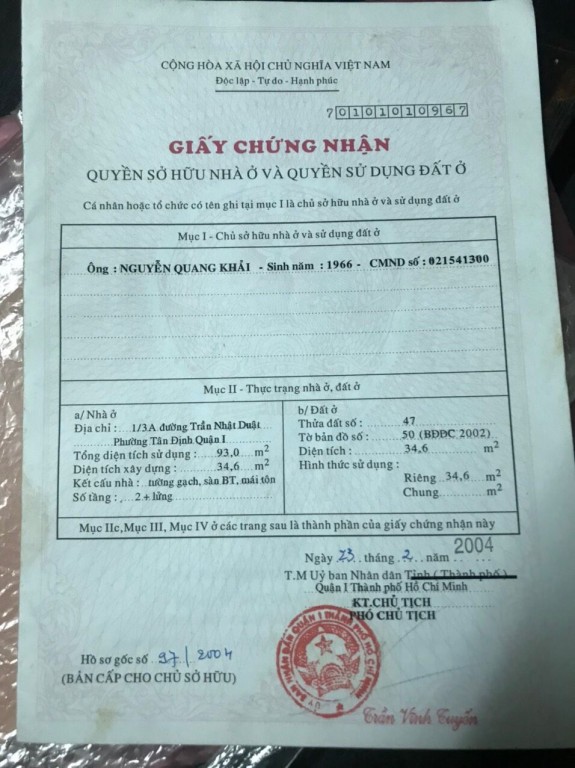 CỘNG HÒA XÃ HỘI CHỦ NGHĨA VIỆT NAM
Độc lập - Tự do - Hạnh phúc
70101010967
GIẤY CHỨNG NHẬN
QUYỀN SỞ HỮU NHÀ Ở VÀ QUYỀN SỬ DỤNG ĐẤT Ở
Cá nhân hoặc tổ chức có tên ghi tại mục I là chủ sở hữu nhà ở và sử dụng đất ở
Mục I - Chủ sở hữu nhà ở và sử dụng đất ở
Ông : NGUYỄN QUANG KHẢI - Sinh năm : 1966 - CMND số : 021541300
Mục II - Thực trạng nhà ở, đất ở
a/ Nhà ở
Địa chỉ : 1/3A đường Trần Nhật Duật
Phường Tân Định Quận I
Tổng diện tích sử dụng : 93,0 m2
Diện tích xây dựng : 34,6 m2
Kết cấu nhà : tường gạch, sàn BT, mái tôn
Số tầng : 2 + lửng
b/ Đất ở
Thửa đất số : 47
Tờ bản đồ số : 50 (BĐĐC 2002)
Diện tích : 34,6 m2
Hình thức sử dụng :
Riêng 34,6 m2
Chung m2
Mục IIc, Mục III, Mục IV ở các trang sau là thành phần của giấy chứng nhận này
Ngày 23 tháng 2 năm 2004
T.M Uỷ ban Nhân dân Tỉnh (Thành phố)
Quận I Thành phố Hồ Chí Minh
KT.CHỦ TỊCH
PHÓ CHỦ TỊCH
ỦY BAN NHÂN DÂN QUẬN I THÀNH PHỐ HỒ CHÍ MINH
Hồ sơ gốc số 97/2004
(BẢN CẤP CHO CHỦ SỞ HỮU)
Trần Vĩnh Tuyến